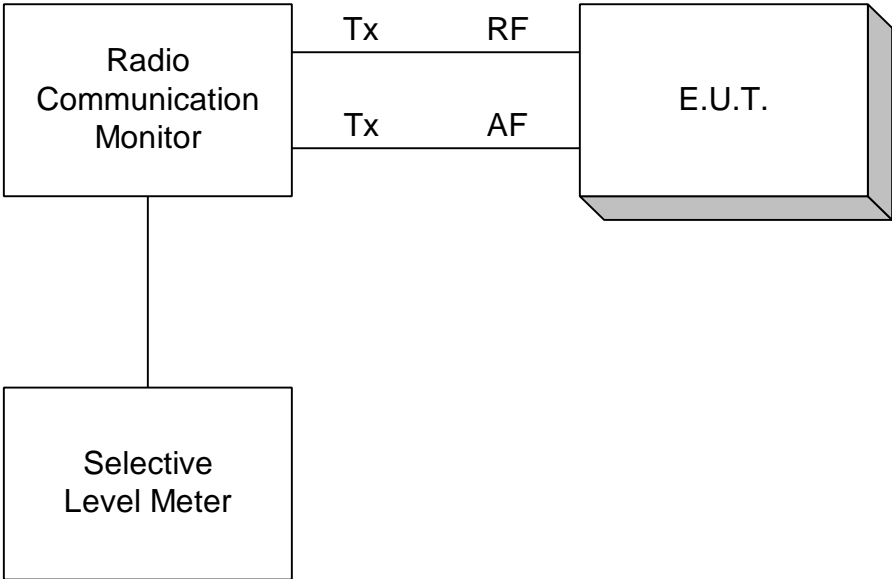 Radio
Communication
Monitor
Tx RF
Tx AF
E.U.T.
Selective
Level Meter